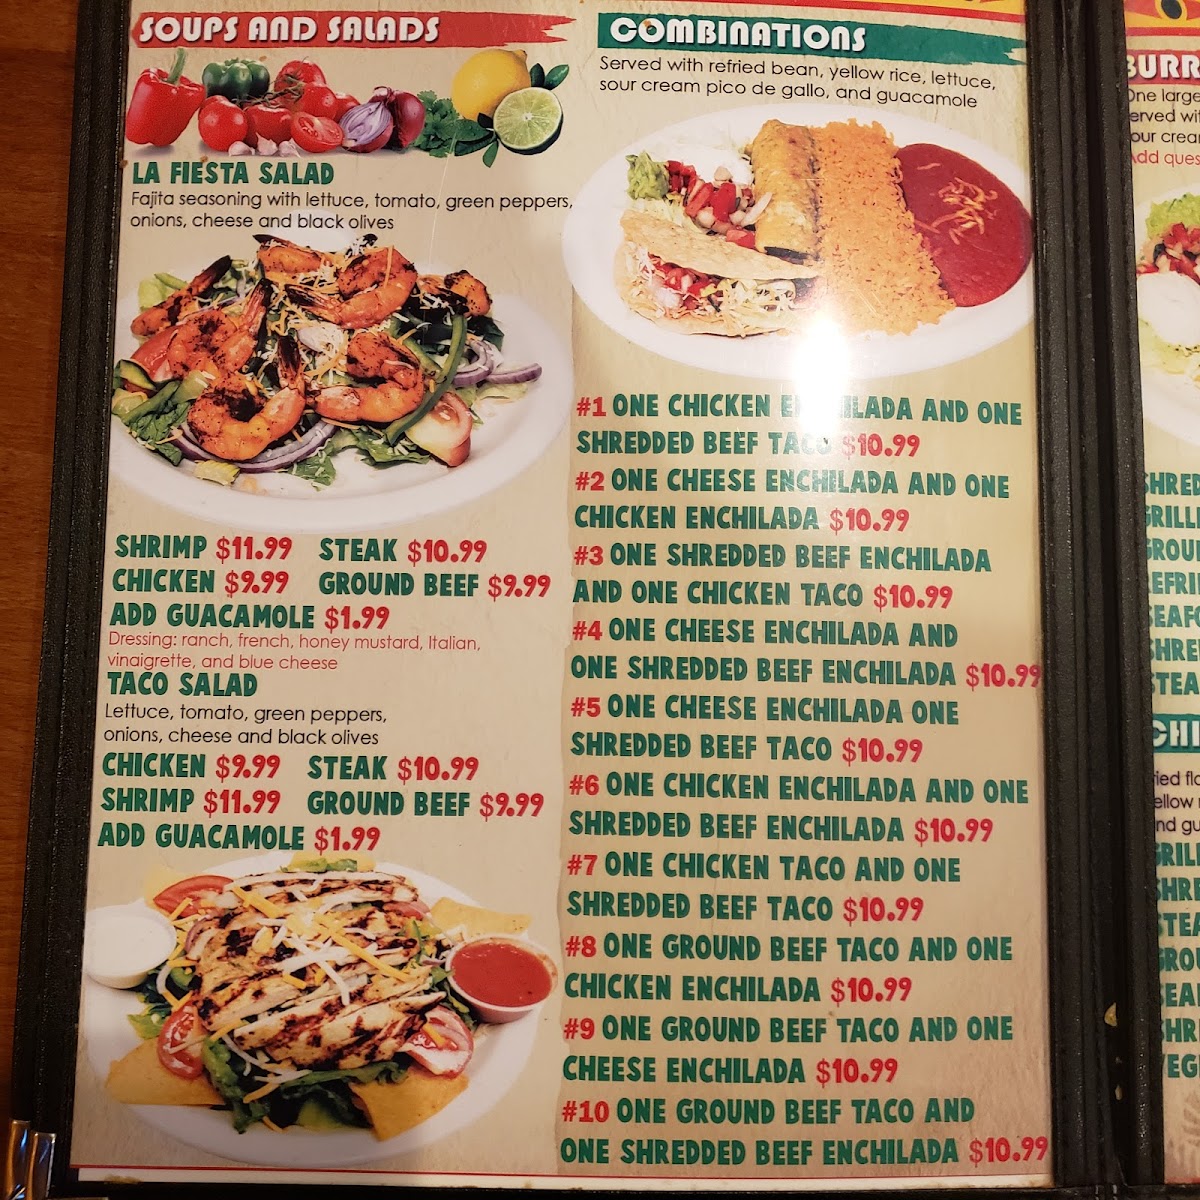 SOUPS AND SALADS
LA FIESTA SALAD
Fajita seasoning with lettuce, tomato, green peppers,
onions, cheese and black olives
SHRIMP $11.99 STEAK $10.99
CHICKEN $9.99 GROUND BEEF $9.99
ADD GUACAMOLE $1.99
Dressing: ranch, french, honey mustard, Italian,
vinaigrette, and blue cheese
TACO SALAD
Lettuce, tomato, green peppers,
onions, cheese and black olives
CHICKEN $9.99 STEAK $10.99
SHRIMP $11.99 GROUND BEEF $9.99
ADD GUACAMOLE $1.99
COMBINATIONS
Served with refried bean, yellow rice, lettuce,
sour cream pico de gallo, and guacamole
#1 ONE CHICKEN ENCHILADA AND ONE
SHREDDED BEEF TACO $10.99
#2 ONE CHEESE ENCHILADA AND ONE
CHICKEN ENCHILADA $10.99
#3 ONE SHREDDED BEEF ENCHILADA
AND ONE CHICKEN TACO $10.99
#4 ONE CHEESE ENCHILADA AND
ONE SHREDDED BEEF ENCHILADA $10.99
#5 ONE CHEESE ENCHILADA ONE
SHREDDED BEEF TACO $10.99
#6 ONE CHICKEN ENCHILADA AND ONE
SHREDDED BEEF ENCHILADA $10.99
#7 ONE CHICKEN TACO AND ONE
SHREDDED BEEF TACO $10.99
#8 ONE GROUND BEEF TACO AND ONE
CHICKEN ENCHILADA $10.99
#9 ONE GROUND BEEF TACO AND ONE
CHEESE ENCHILADA $10.99
#10 ONE GROUND BEEF TACO AND
ONE SHREDDED BEEF ENCHILADA $10.99
One large